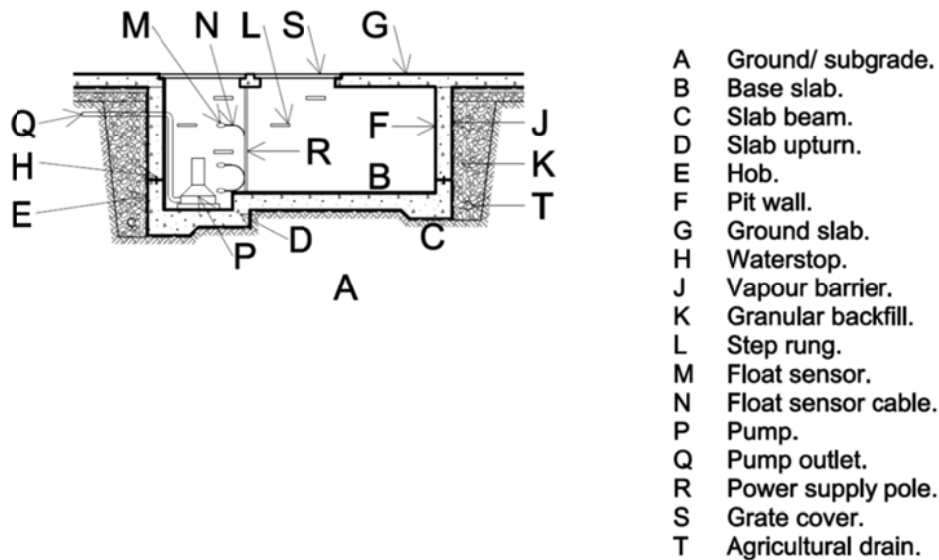 M N L S G
Q
F
J
H
R
K
B
E
T
D
C
P
A
A Ground/ subgrade.
B Base slab.
C Slab beam.
D Slab upturn.
E Hob.
F Pit wall.
G Ground slab.
H Waterstop.
J Vapour barrier.
K Granular backfill.
L Step rung.
M Float sensor.
N Float sensor cable.
P Pump.
Q Pump outlet.
R Power supply pole.
S Grate cover.
T Agricultural drain.